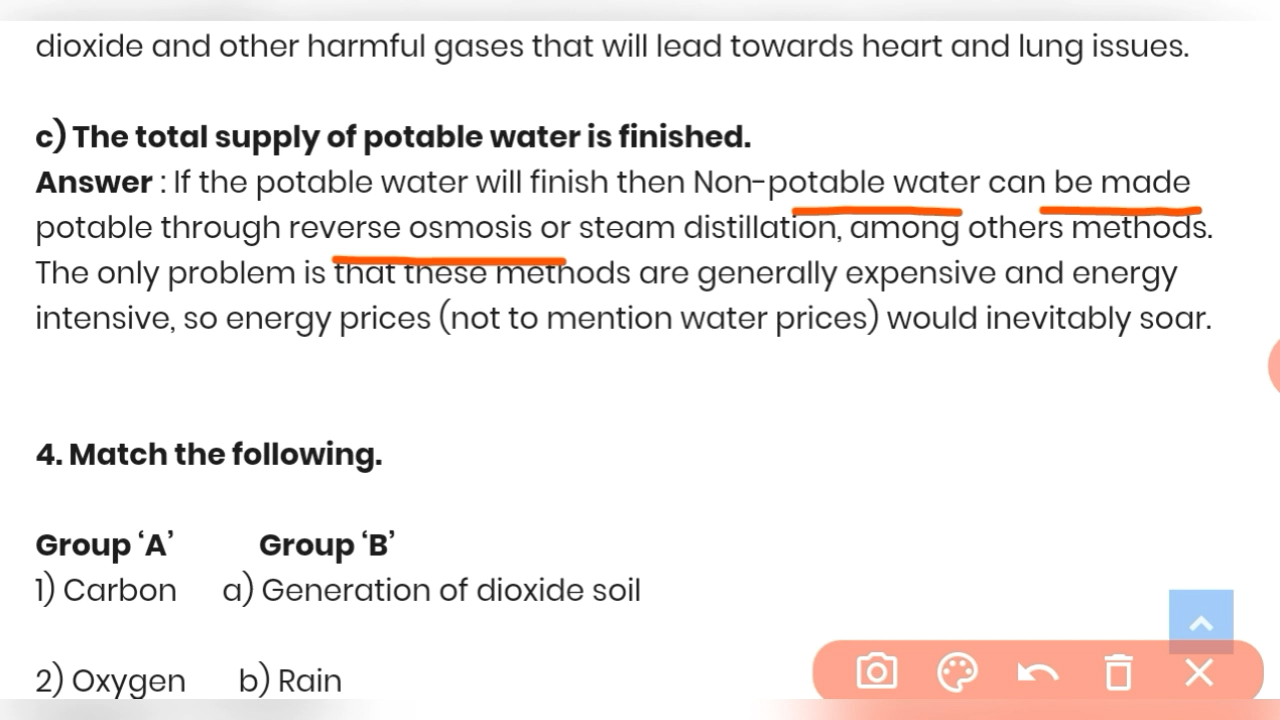 dioxide and other harmful gases that will lead towards heart and lung issues.
c) The total supply of potable water is finished.
Answer : If the potable water will finish then Non-potable water can be made
potable through reverse osmosis or steam distillation, among others methods.
The only problem is that these methods are generally expensive and energy
intensive, so energy prices (not to mention water prices) would inevitably soar.
4. Match the following.
Group ‘A’ Group ‘B’
1) Carbon a) Generation of dioxide soil
2) Oxygen b) Rain